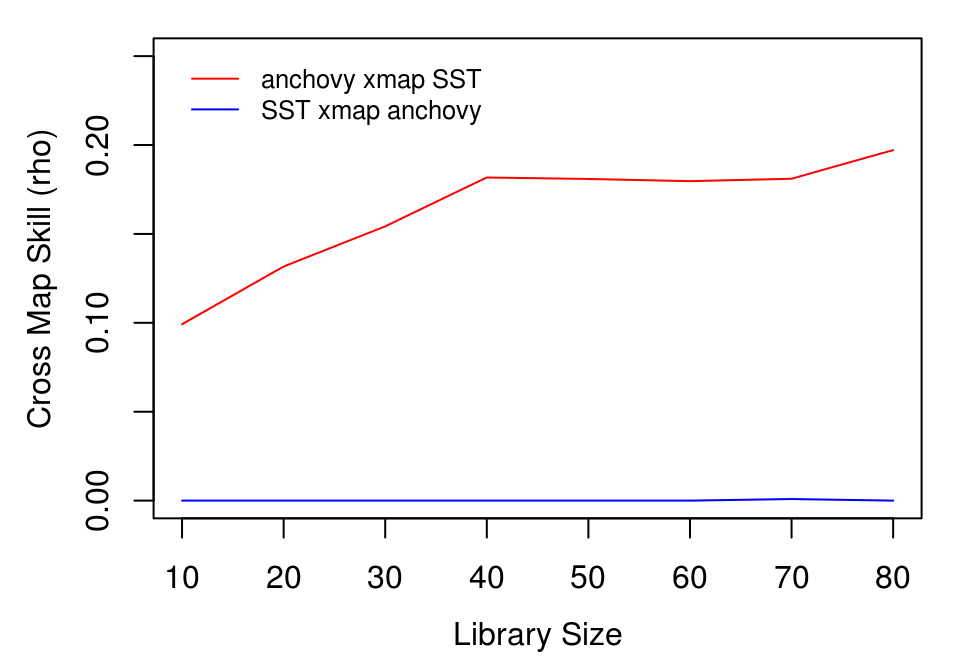 anchovy xmap SST
SST xmap anchovy
Cross Map Skill (rho)
0.20
0.10
0.00
10 20 30 40 50 60 70 80
Library Size